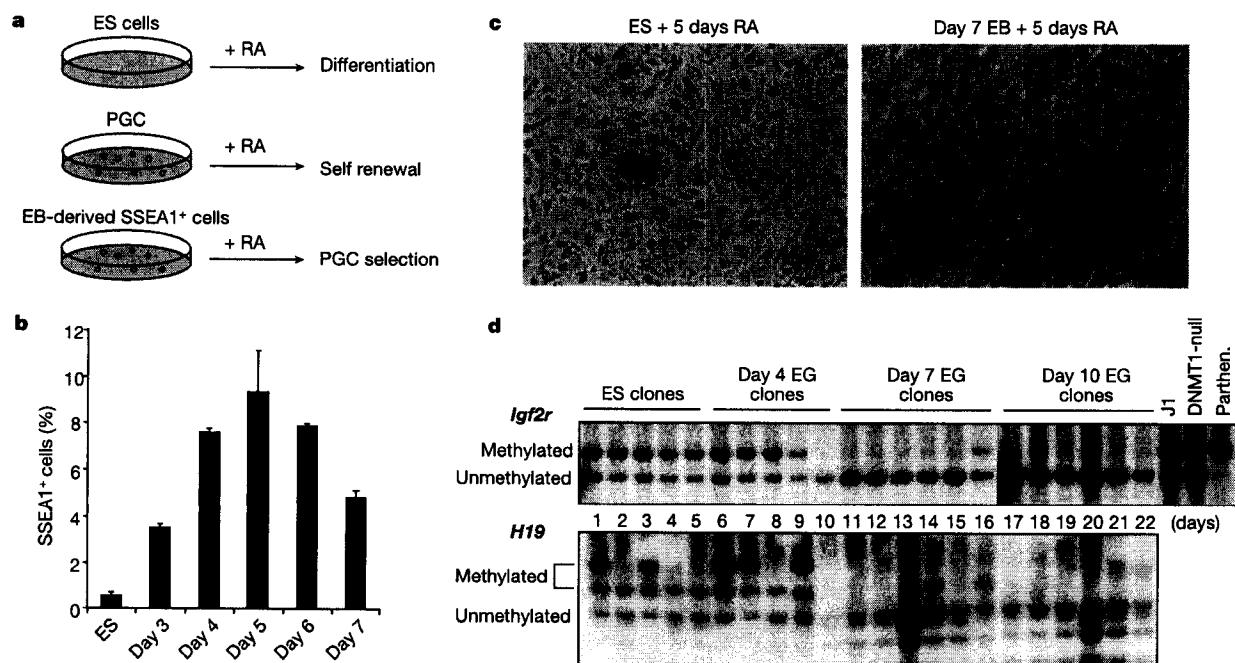 a
ES cells
+ RA
Differentiation
PGC
+ RA
Self renewal
EB-derived SSEA1+ cells
+ RA
PGC selection
b
SSEA1+ cells (%)
12
10
8
6
4
2
0
ES
Day 3
Day 4
Day 5
Day 6
Day 7
c
ES + 5 days RA
Day 7 EB + 5 days RA
d
ES clones
Day 4 EG clones
Day 7 EG clones
Day 10 EG clones
J1
DNMT1-null
Parthen.
Igf2r
Methylated
Unmethylated
1 2 3 4 5 6 7 8 9 10 11 12 13 14 15 16 17 18 19 20 21 22 (days)
H19
Methylated
Unmethylated